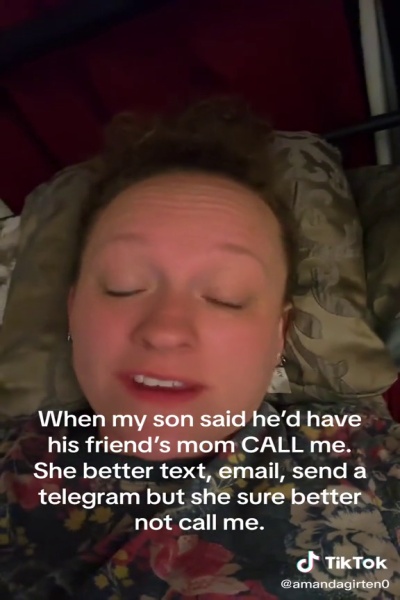 When my son said he'd have
his friend's mom CALL me.
She better text, email, send a
telegram but she sure better
not call me.
TikTok
@amandagirten0